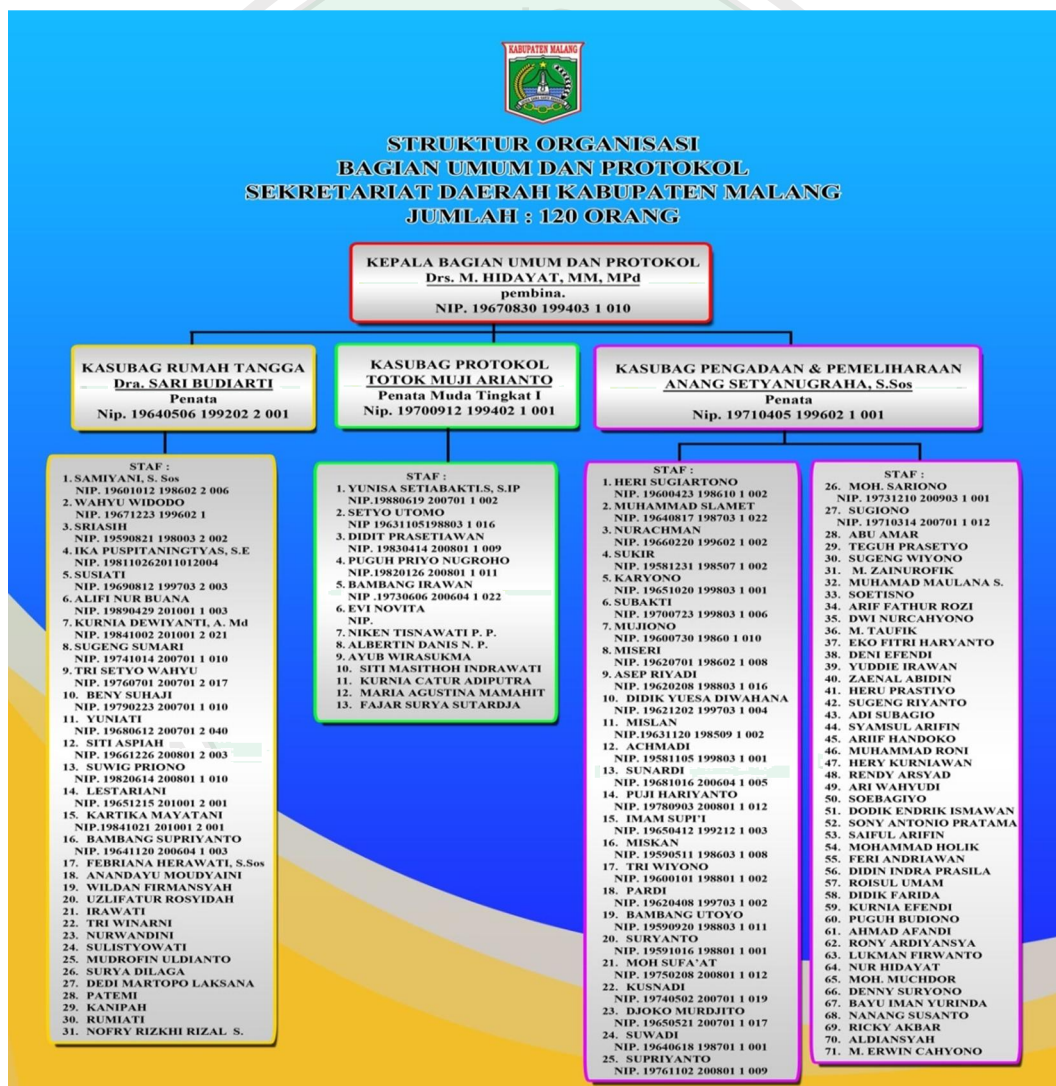 KABUPATEN MALANG
STRUKTUR ORGANISASI
BAGIAN UMUM DAN PROTOKOL
SEKRETARIAT DAERAH KABUPATEN MALANG
JUMLAH : 120 ORANG
KEPALA BAGIAN UMUM DAN PROTOKOL
Drs. M. HIDAYAT, MM, MPd
pembina.
NIP. 19670830 199403 1 010
KASUBAG RUMAH TANGGA
Dra. SARI BUDIARTI
Penata
Nip. 19640506 199202 2 001
KASUBAG PROTOKOL
TOTOK MUJI ARIANTO
Penata Muda Tingkat I
Nip. 19700912 199402 1 001
KASUBAG PENGADAAN & PEMELIHARAAN
ANANG SETYANUGRAHA, S.Sos
Penata
Nip. 19710405 199602 1 001
STAF :
1. SAMIYANI, S. Sos
NIP. 19601012 198602 2 006
2. WAHYU WIDODO
NIP. 19671223 199602 1
3. SRIASIH
NIP. 19590821 198003 2 002
4. IKA PUSPITANINGTYAS, S.E
NIP. 198110262011012004
5. SUSIATI
NIP. 19690812 199703 2 003
6. ALIFI NUR BUANA
NIP. 19890429 201001 1 003
7. KURNIA DEWIYANTI, A. Md
NIP. 19841002 201001 2 021
8. SUGENG SUMARI
NIP. 19741014 200701 1 010
9. TRI SETYO WAHYU
NIP. 19760701 200701 2 017
10. BENY SUHAJI
NIP. 19790223 200701 1 010
11. YUNIATI
NIP. 19680612 200701 2 040
12. SITI ASPIAH
NIP. 19661226 200801 2 003
13. SUWIG PRIONO
NIP. 19820614 200801 1 010
14. LESTARIANI
NIP. 19651215 201001 2 001
15. KARTIKA MAYATANI
NIP.19841021 201001 2 001
16. BAMBANG SUPRIYANTO
NIP. 19641120 200604 1 003
17. FEBRIANA HERAWATI, S.Sos
18. ANANDAYU MOUDYAINI
19. WILDAN FIRMANSYAH
20. UZLIFATUR ROSYIDAH
21. IRAWATI
22. TRI WINARNI
23. NURWANDINI
24. SULISTYOWATI
25. MUDROFIN ULDIANTO
26. SURYA DILAGA
27. DEDI MARTOPO LAKSANA
28. PATEMI
29. KANIPAH
30. RUMIATI
31. NOFRY RIZKHI RIZAL S.
STAF :
1. YUNISA SETIABAKTI.S, S.IP
NIP.19880619 200701 1 002
2. SETYO UTOMO
NIP 19631105198803 1 016
3. DIDIT PRASETIAWAN
NIP. 19830414 200801 1 009
4. PUGUH PRIYO NUGROHO
NIP.19820126 200801 1 011
5. BAMBANG IRAWAN
NIP .19730606 200604 1 022
6. EVI NOVITA
NIP.
7. NIKEN TISNAWATI P. P.
8. ALBERTIN DANIS N. P.
9. AYUB WIRASUKMA
10. SITI MASITHOH INDRAWATI
11. KURNIA CATUR ADIPUTRA
12. MARIA AGUSTINA MAMAHIT
13. FAJAR SURYA SUTARDJA
STAF :
1. HERI SUGIARTONO
NIP. 19600423 198610 1 002
2. MUHAMMAD SLAMET
NIP. 19640817 198703 1 022
3. NURACHMAN
NIP. 19660220 199602 1 002
4. SUKIR
NIP. 19581231 198507 1 002
5. KARYONO
NIP. 19651020 199803 1 001
6. SUBAKTI
NIP. 19700723 199803 1 006
7. MUJIONO
NIP. 19600730 19860 1 010
8. MISERI
NIP. 19620701 198602 1 008
9. ASEP RIYADI
NIP. 19620208 198803 1 016
10. DIDIK YUESA DIWAHANA
NIP. 19621202 199703 1 004
11. MISLAN
NIP.19631120 198509 1 002
12. ACHMADI
NIP. 19581105 199803 1 001
13. SUNARDI
NIP. 19681016 200604 1 005
14. PUJI HARIYANTO
NIP. 19780903 200801 1 012
15. IMAM SUPI'I
NIP. 19650412 199212 1 003
16. MISKAN
NIP. 19590511 198603 1 008
17. TRI WIYONO
NIP. 19600101 198801 1 002
18. PARDI
NIP. 19620408 199703 1 002
19. BAMBANG UTOYO
NIP. 19590920 198803 1 011
20. SURYANTO
NIP. 19591016 198801 1 001
21. MOH SUFA'AT
NIP. 19750208 200801 1 012
22. KUSNADI
NIP. 19740502 200701 1 019
23. DJOKO MURDJITO
NIP. 19650521 200701 1 017
24. SUWADI
NIP. 19640618 198701 1 001
25. SUPRIYANTO
NIP. 19761102 200801 1 009
26. MOH. SARIONO
NIP. 19731210 200903 1 001
27. SUGIONO
NIP. 19710314 200701 1 012
28. ABU AMAR
29. TEGUH PRASETYO
30. SUGENG WIYONO
31. M. ZAINUROFIK
32. MUHAMAD MAULANA S.
33. SOETISNO
34. ARIF FATHUR ROZI
35. DWI NURCAHYONO
36. M. TAUFIK
37. EKO FITRI HARYANTO
38. DENI EFENDI
39. YUDDIE IRAWAN
40. ZAENAL ABIDIN
41. HERU PRASTIYO
42. SUGENG RIYANTO
43. ADI SUBAGIO
44. SYAMSUL ARIFIN
45. ARIIF HANDOKO
46. MUHAMMAD RONI
47. HERY KURNIAWAN
48. RENDY ARSYAD
49. ARI WAHYUDI
50. SOEBAGIYO
51. DODIK ENDRIK ISMAWAN
52. SONY ANTONIO PRATAMA
53. SAIFUL ARIFIN
54. MOHAMMAD HOLIK
55. FERI ANDRIAWAN
56. DIDIN INDRA PRASILA
57. ROISUL UMAM
58. DIDIK FARIDA
59. KURNIA EFENDI
60. PUGUH BUDIONO
61. AHMAD AFANDI
62. RONY ARDIYANSYA
63. LUKMAN FIRWANTO
64. NUR HIDAYAT
65. MOH. MUCHDOR
66. DENNY SURYONO
67. BAYU IMAN YURINDA
68. NANANG SUSANTO
69. RICKY AKBAR
70. ALDIANSYAH
71. M. ERWIN CAHYONO